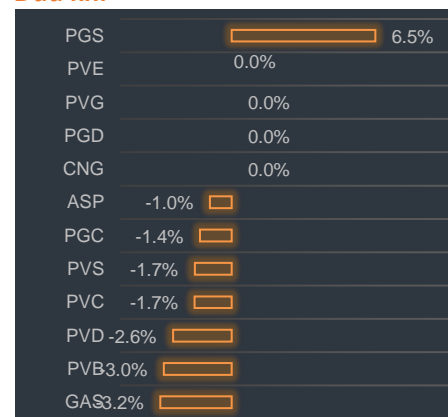 PGS 6.5%
PVE 0.0%
PVG 0.0%
PGD 0.0%
CNG 0.0%
ASP -1.0%
PGC -1.4%
PVS -1.7%
PVC -1.7%
PVD -2.6%
PVB -3.0%
GAS -3.2%